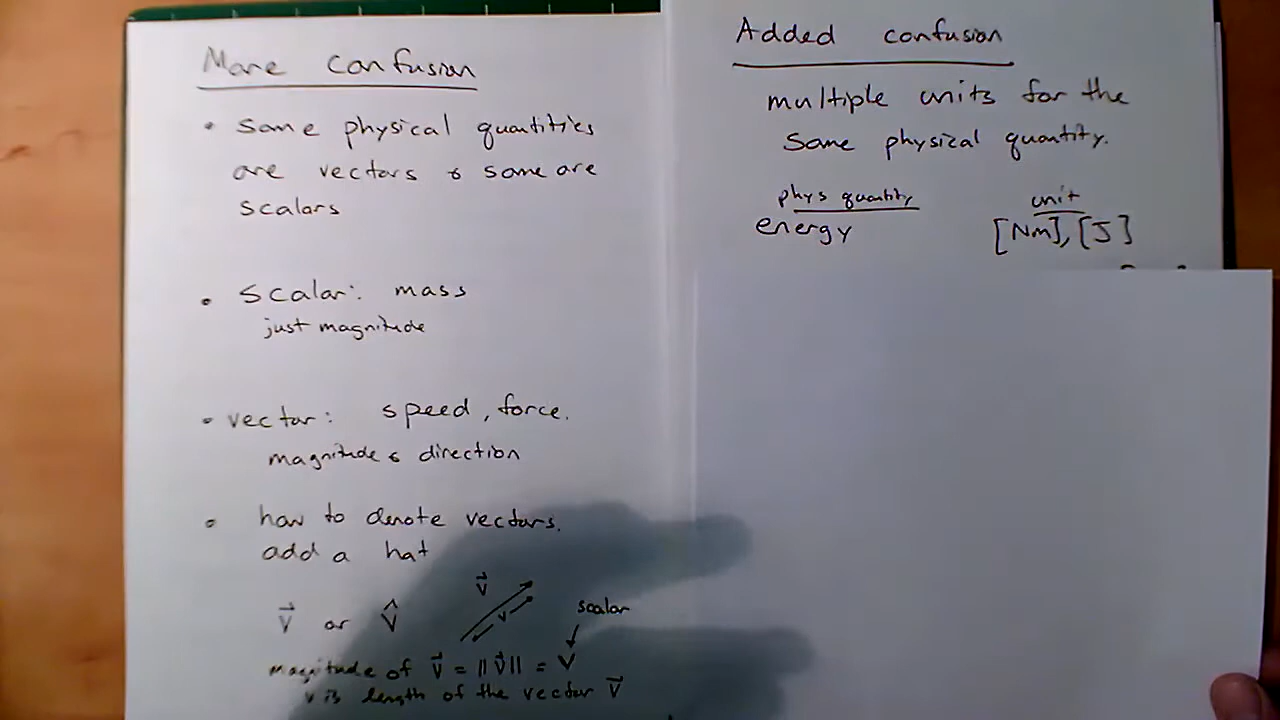 More confusion
• some physical quantities
are vectors & some are
scalars
• scalar: mass
just magnitude
• vector: speed, force.
magnitude & direction
• how to denote vectors.
add a hat
v⃗ or v̂
v⃗
v
scalar
magnitude of v⃗ = ||v⃗|| = v
v is length of the vector v⃗
Added confusion
multiple units for the
same physical quantity.
phys quantity unit
energy [Nm], [J]